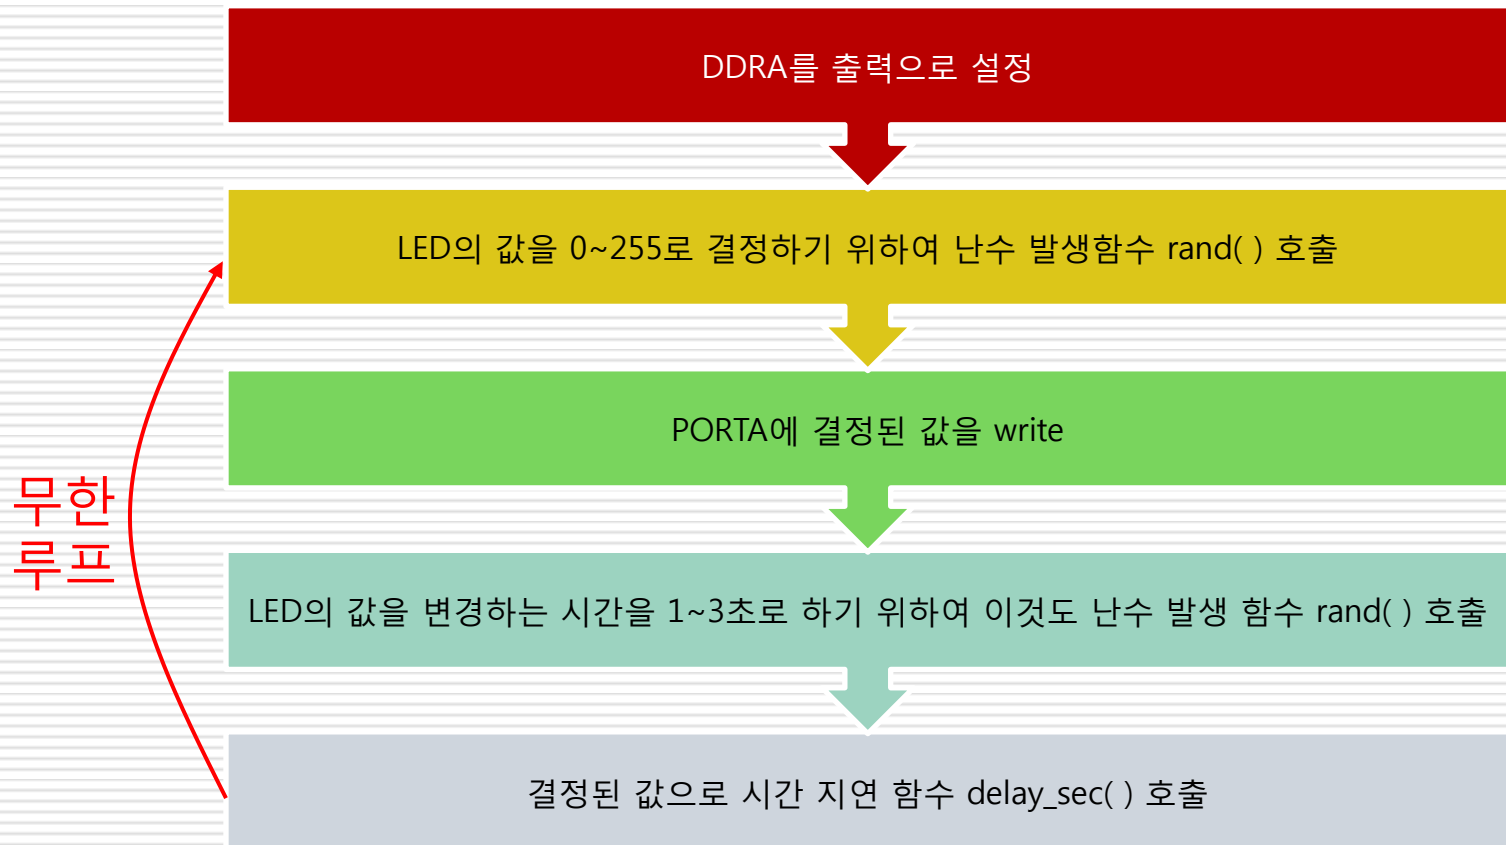 DDRA를 출력으로 설정
LED의 값을 0~255로 결정하기 위하여 난수 발생함수 rand( ) 호출
PORTA에 결정된 값을 write
무한
루프
LED의 값을 변경하는 시간을 1~3초로 하기 위하여 이것도 난수 발생 함수 rand( ) 호출
결정된 값으로 시간 지연 함수 delay_sec( ) 호출